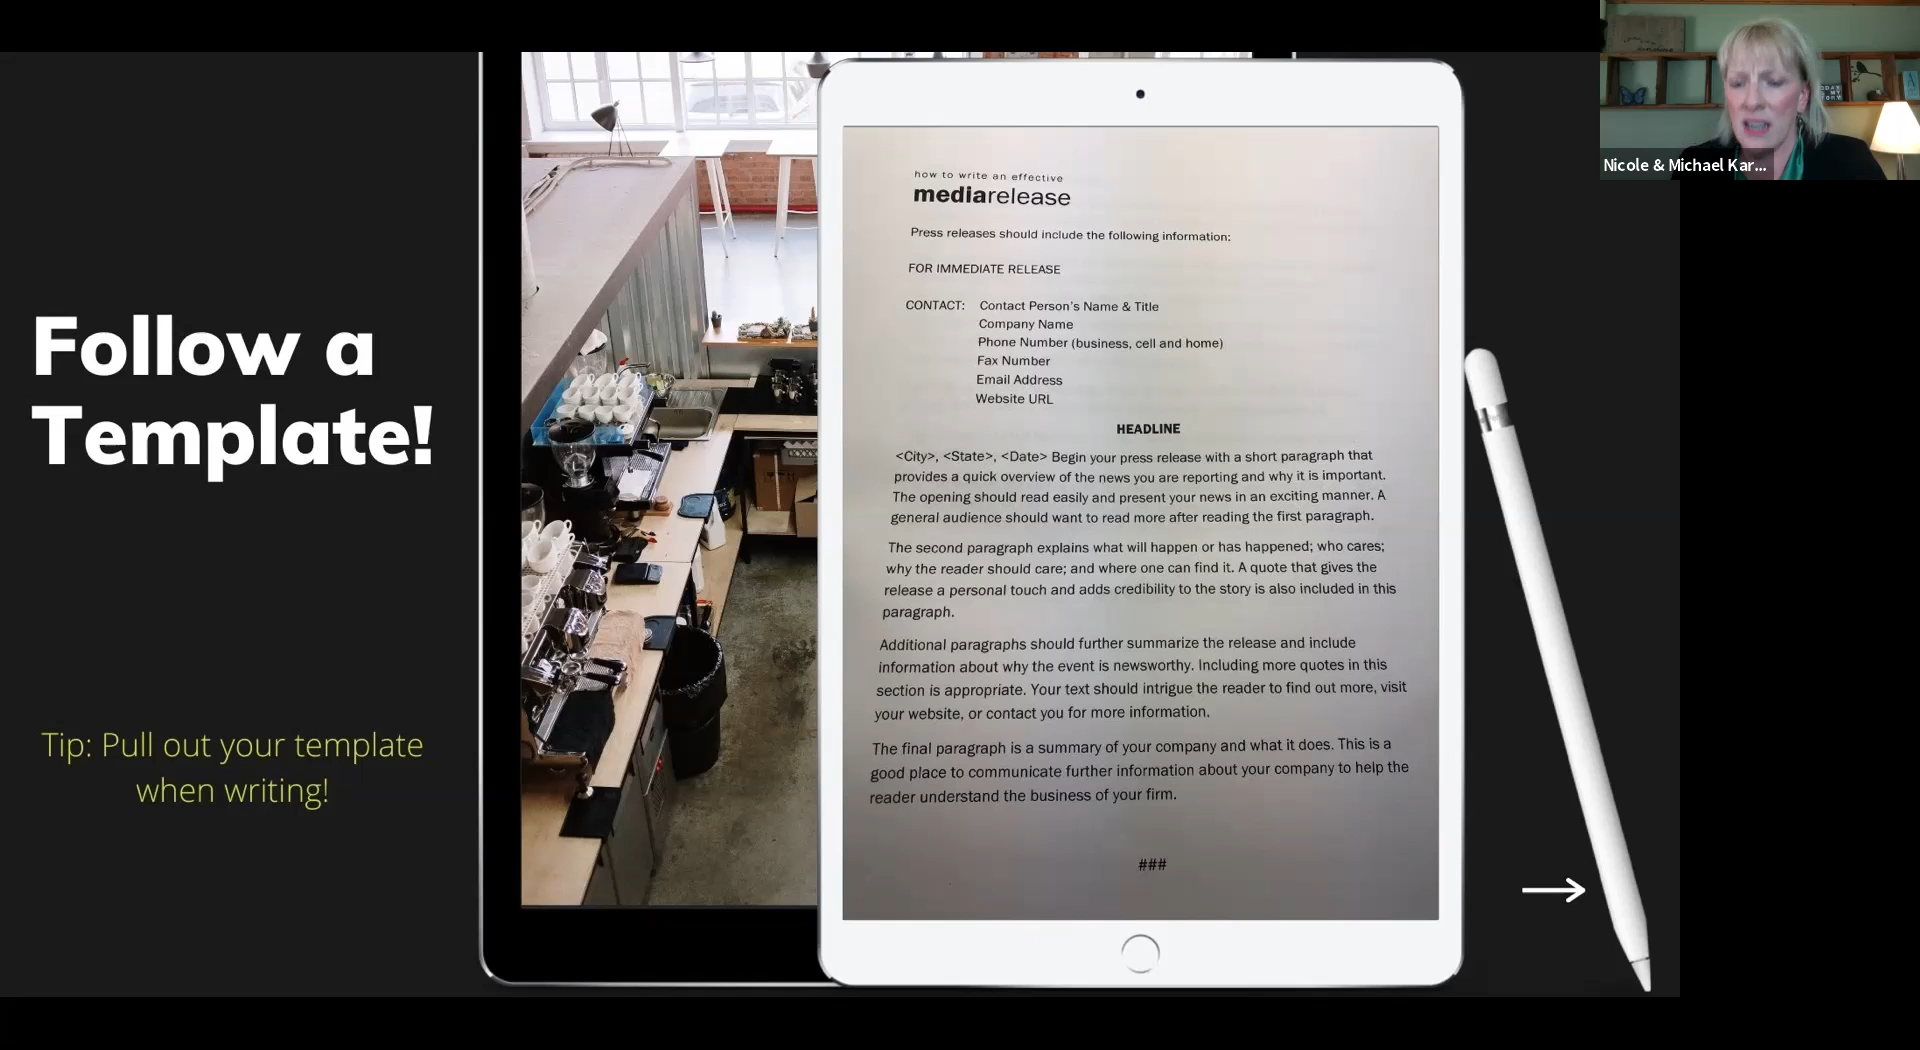 Follow a
Template!
Tip: Pull out your template
when writing!
how to write an effective
mediarelease
Press releases should include the following information:
FOR IMMEDIATE RELEASE
CONTACT: Contact Person's Name & Title
Company Name
Phone Number (business, cell and home)
Fax Number
Email Address
Website URL
HEADLINE
<City>, <State>, <Date> Begin your press release with a short paragraph that
provides a quick overview of the news you are reporting and why it is important.
The opening should read easily and present your news in an exciting manner. A
general audience should want to read more after reading the first paragraph.
The second paragraph explains what will happen or has happened; who cares;
why the reader should care; and where one can find it. A quote that gives the
release a personal touch and adds credibility to the story is also included in this
paragraph.
Additional paragraphs should further summarize the release and include
information about why the event is newsworthy. Including more quotes in this
section is appropriate. Your text should intrigue the reader to find out more, visit
your website, or contact you for more information.
The final paragraph is a summary of your company and what it does. This is a
good place to communicate further information about your company to help the
reader understand the business of your firm.
###
Nicole & Michael Kar...